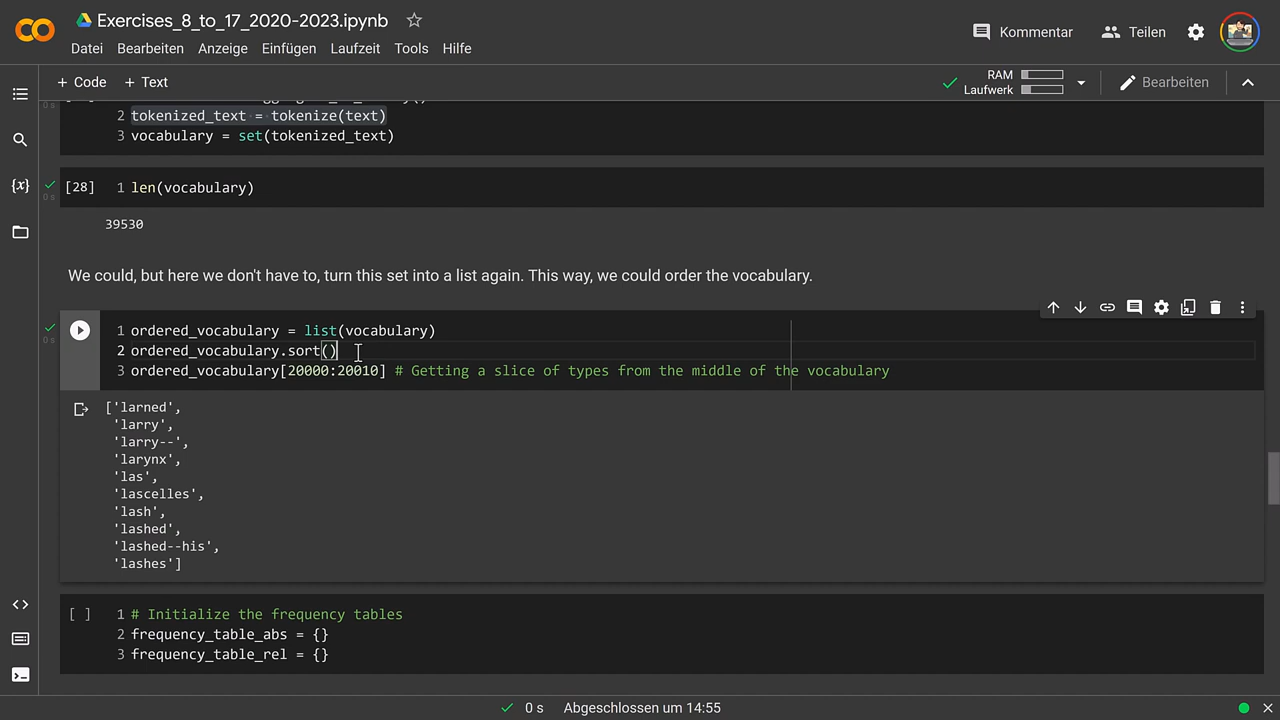 Exercises_8_to_17_2020-2023.ipynb
Datei Bearbeiten Anzeige Einfügen Laufzeit Tools Hilfe
Kommentar Teilen
+ Code + Text
RAM
Laufwerk
Bearbeiten
2 tokenized_text = tokenize(text)
3 vocabulary = set(tokenized_text)
[28] 1 len(vocabulary)
0 s
39530
We could, but here we don't have to, turn this set into a list again. This way, we could order the vocabulary.
1 ordered_vocabulary = list(vocabulary)
0 s
2 ordered_vocabulary.sort()
3 ordered_vocabulary[20000:20010] # Getting a slice of types from the middle of the vocabulary
['larned',
'larry',
'larry--',
'larynx',
'las',
'lascelles',
'lash',
'lashed',
'lashed--his',
'lashes']
[ ] 1 # Initialize the frequency tables
2 frequency_table_abs = {}
3 frequency_table_rel = {}
0 s Abgeschlossen um 14:55